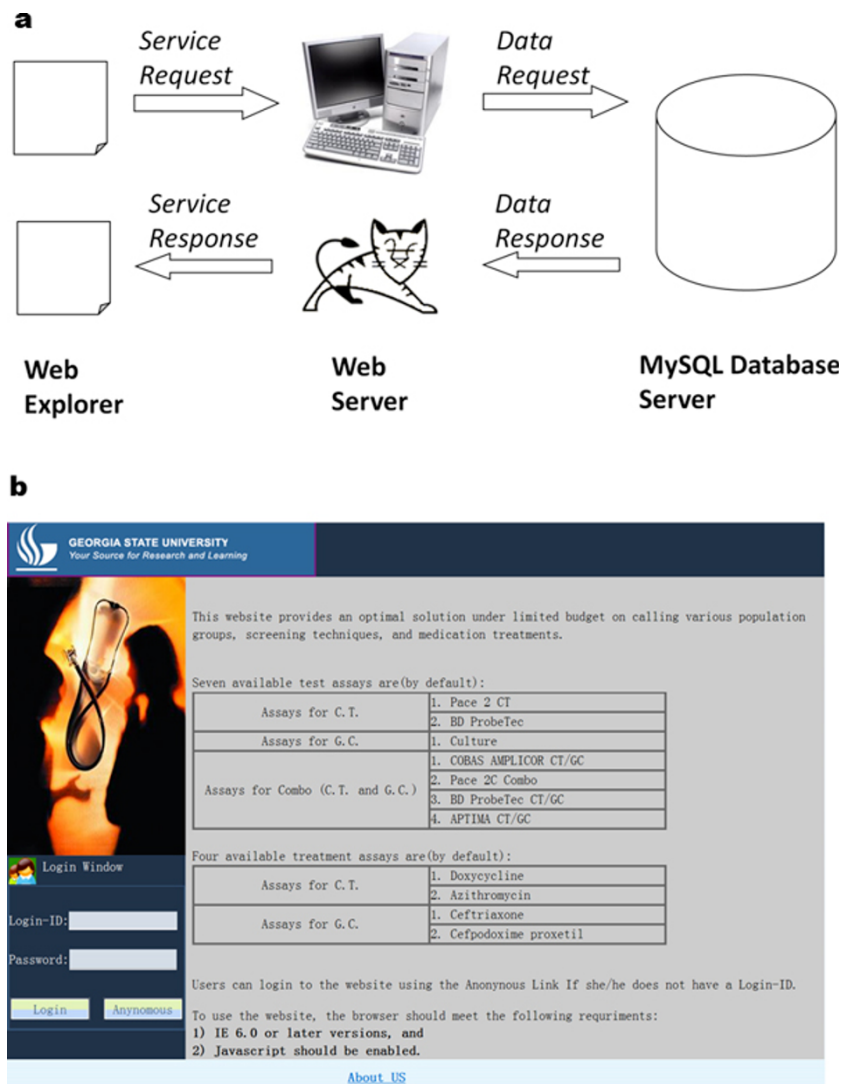 a
Service Request
Data Request
Service Response
Data Response
Web Explorer
Web Server
MySQL Database Server
b
GEORGIA STATE UNIVERSITY
Your Source for Research and Learning
This website provides an optimal solution under limited budget on calling various population
groups, screening techniques, and medication treatments.
Seven available test assays are(by default):
Assays for C.T.
1. Pace 2 CT
2. BD ProbeTec
Assays for G.C.
1. Culture
Assays for Combo (C.T. and G.C.)
1. COBAS AMPLICOR CT/GC
2. Pace 2C Combo
3. BD ProbeTec CT/GC
4. APTIMA CT/GC
Four available treatment assays are(by default):
Assays for C.T.
1. Doxycycline
2. Azithromycin
Assays for G.C.
1. Ceftriaxone
2. Cefpodoxime proxetil
Login Window
Login-ID:
Password:
Login
Anynomous
Users can login to the website using the Anonynous Link If she/he does not have a Login-ID.
To use the website, the browser should meet the following requriments:
1) IE 6.0 or later versions, and
2) Javascript should be enabled.
About US